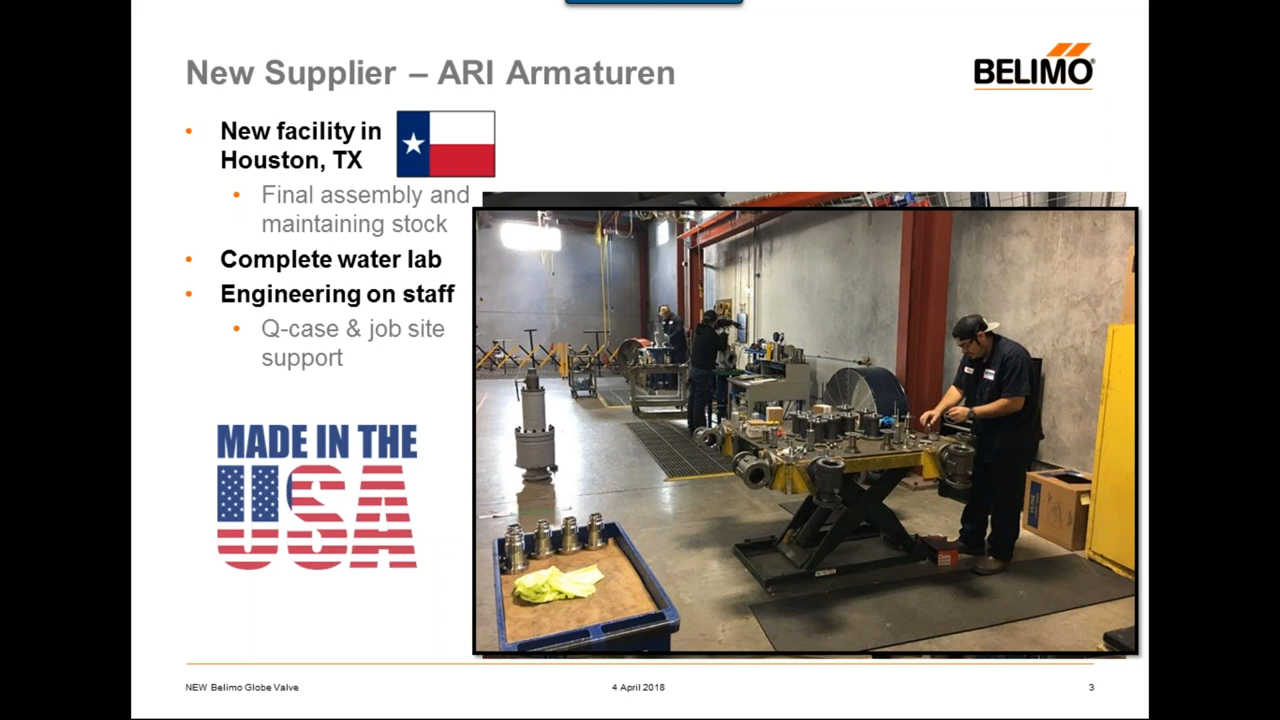 New Supplier – ARI Armaturen
BELIMO®
• New facility in
Houston, TX
• Final assembly and
maintaining stock
• Complete water lab
• Engineering on staff
• Q-case & job site
support
MADE IN THE
USA
NEW Belimo Globe Valve
4 April 2018
3